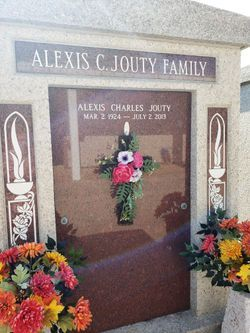 ALEXIS C. JOUTY FAMILY
ALEXIS CHARLES JOUTY
MAR. 2 1924 — JULY 2 2013